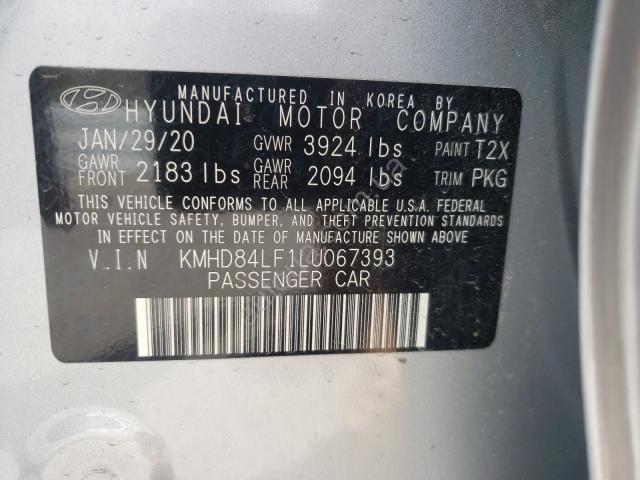 MANUFACTURED IN KOREA BY
HYUNDAI MOTOR COMPANY
JAN/29/20 GVWR 3924 lbs PAINT T2X
GAWR FRONT 2183 lbs GAWR REAR 2094 lbs TRIM PKG
THIS VEHICLE CONFORMS TO ALL APPLICABLE U.S.A. FEDERAL
MOTOR VEHICLE SAFETY, BUMPER, AND THEFT PREVENTION STANDARDS
IN EFFECT ON THE DATE OF MANUFACTURE SHOWN ABOVE
V.I.N KMHD84LF1LU067393
PASSENGER CAR